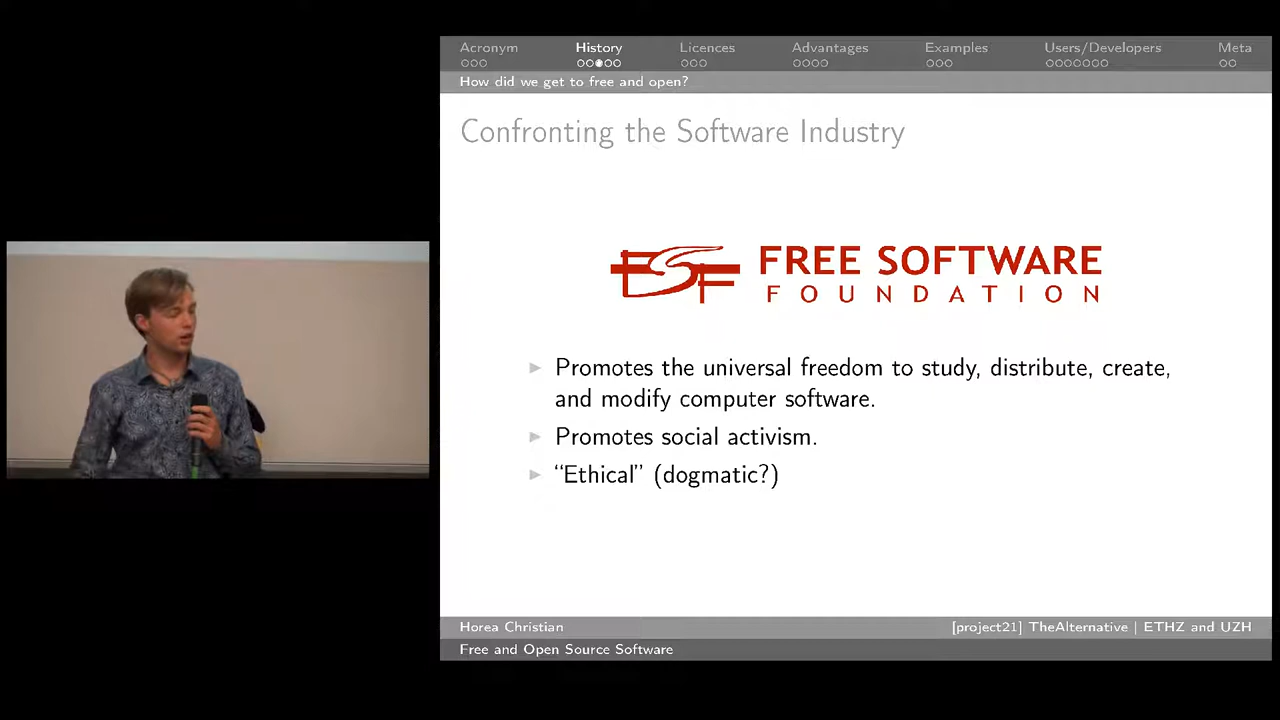 Acronym History Licences Advantages Examples Users/Developers Meta
How did we get to free and open?
Confronting the Software Industry
FSF FREE SOFTWARE
FOUNDATION
Promotes the universal freedom to study, distribute, create,
and modify computer software.
Promotes social activism.
“Ethical” (dogmatic?)
Horea Christian [project21] TheAlternative | ETHZ and UZH
Free and Open Source Software